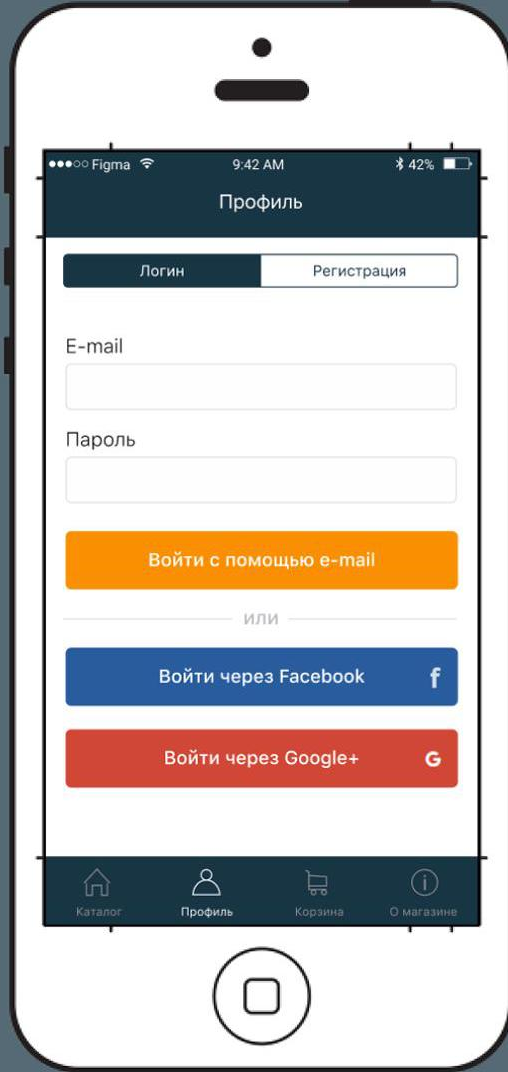 Figma 9:42 AM 42%
Профиль
Логин Регистрация
E-mail
Пароль
Войти с помощью e-mail
или
Войти через Facebook f
Войти через Google+ G
Каталог Профиль Корзина О магазине